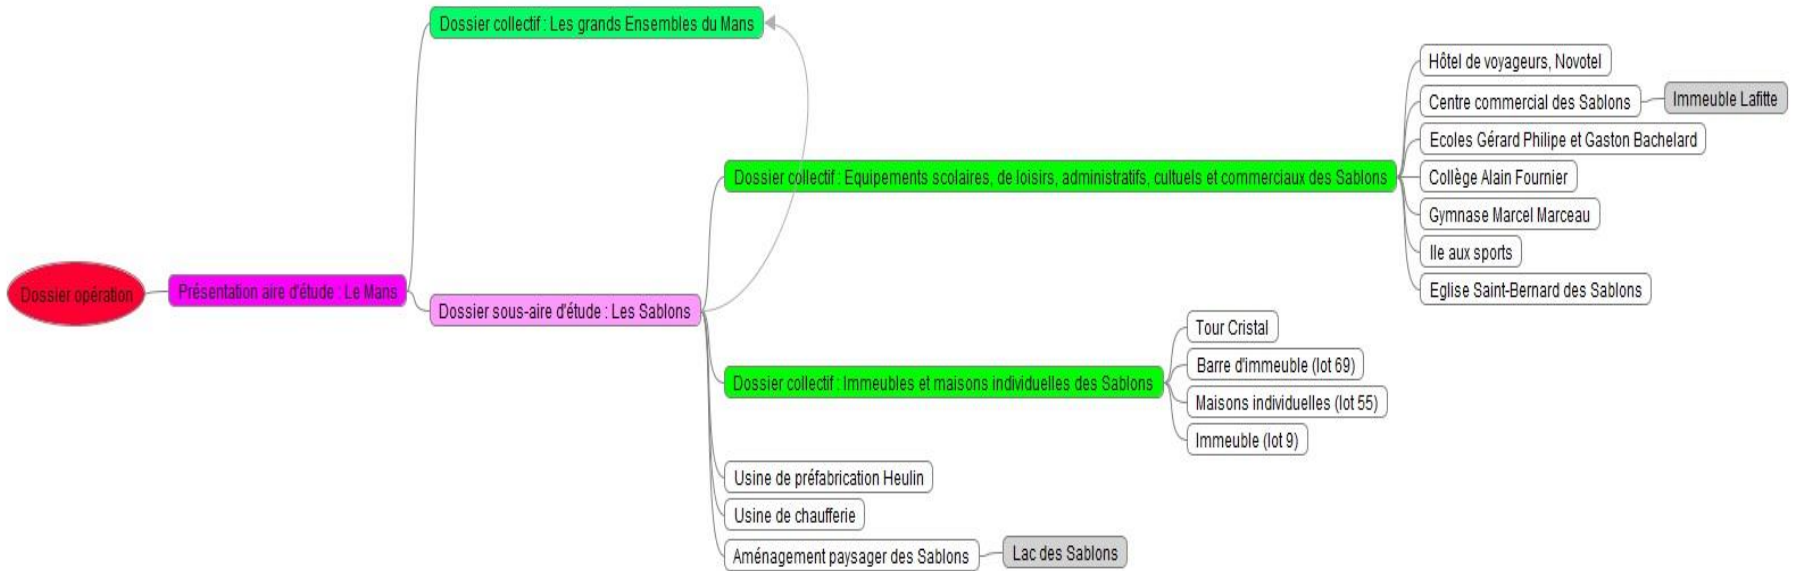 Dossier opération
Présentation aire d'étude : Le Mans
Dossier collectif : Les grands Ensembles du Mans
Dossier sous-aire d'étude : Les Sablons
Dossier collectif : Equipements scolaires, de loisirs, administratifs, cultuels et commerciaux des Sablons
Hôtel de voyageurs, Novotel
Centre commercial des Sablons
Immeuble Lafitte
Ecoles Gérard Philipe et Gaston Bachelard
Collège Alain Fournier
Gymnase Marcel Marceau
Ile aux sports
Eglise Saint-Bernard des Sablons
Dossier collectif : Immeubles et maisons individuelles des Sablons
Tour Cristal
Barre d'immeuble (lot 69)
Maisons individuelles (lot 55)
Immeuble (lot 9)
Usine de préfabrication Heulin
Usine de chaufferie
Aménagement paysager des Sablons
Lac des Sablons